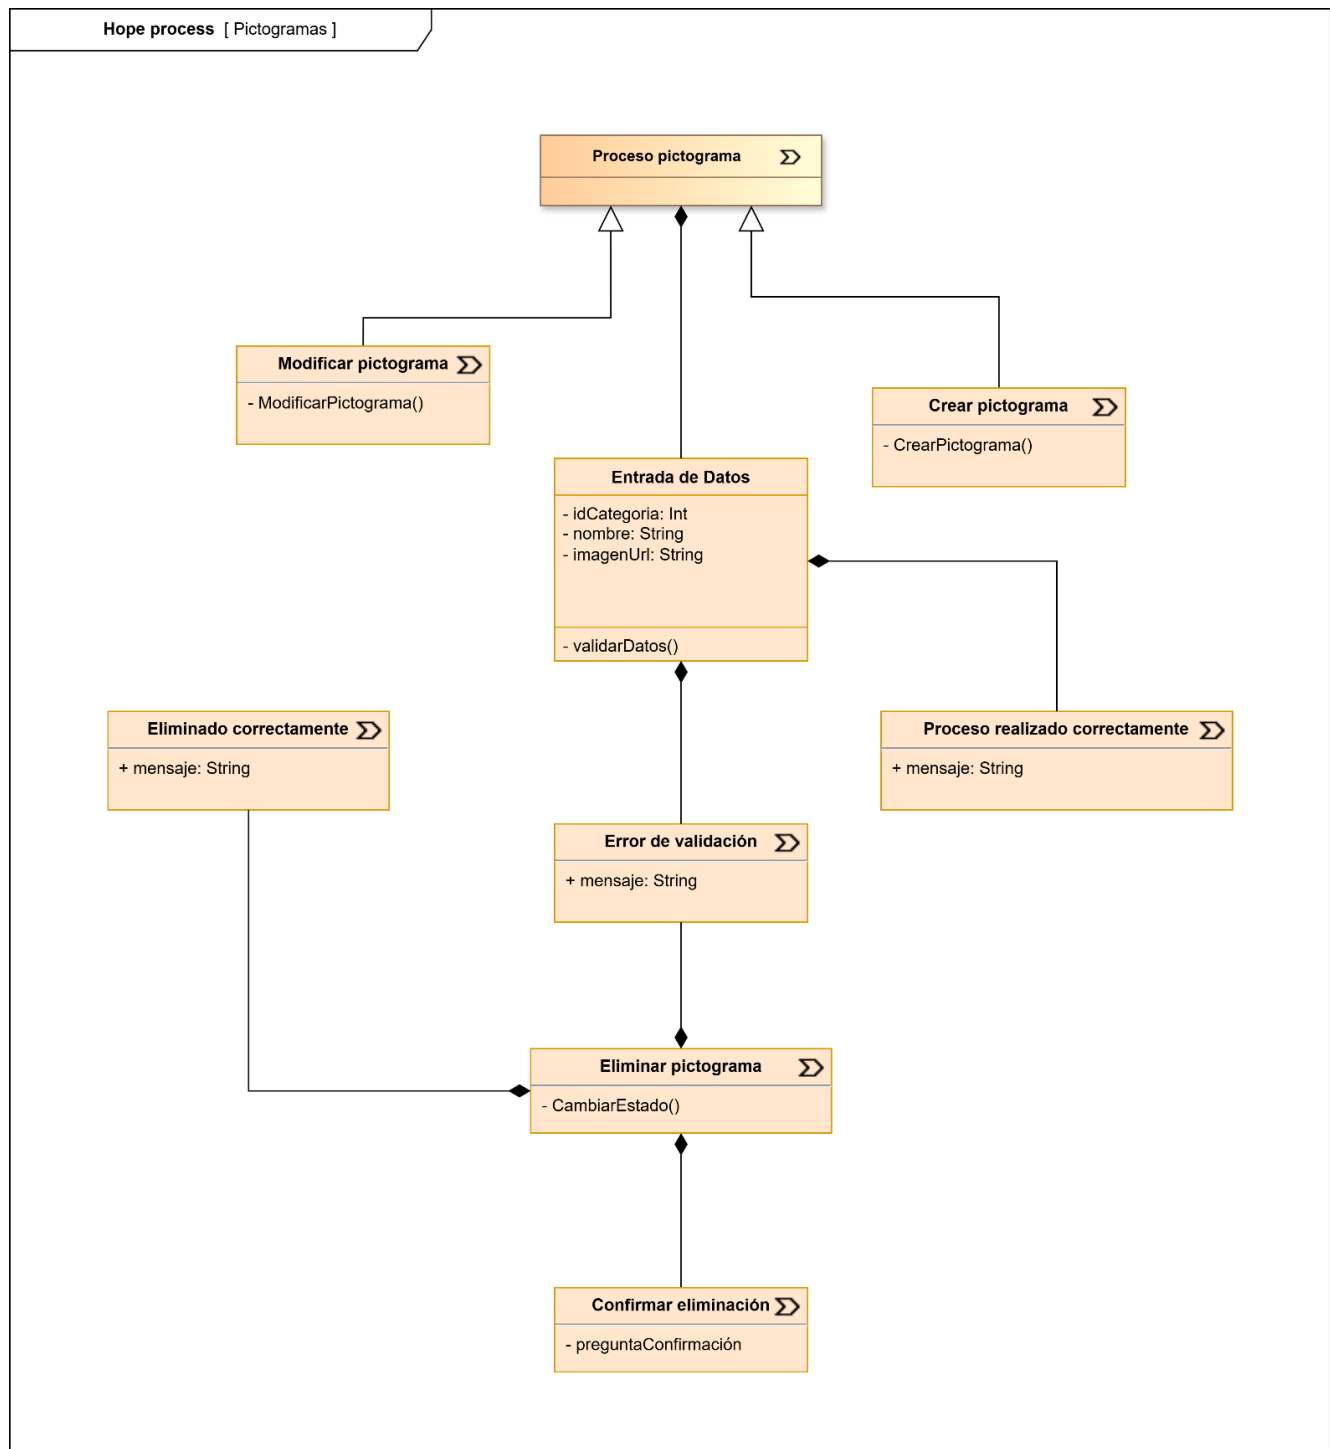 Hope process [ Pictogramas ]
Proceso pictograma
Modificar pictograma
- ModificarPictograma()
Crear pictograma
- CrearPictograma()
Entrada de Datos
- idCategoria: Int
- nombre: String
- imagenUrl: String
- validarDatos()
Eliminado correctamente
+ mensaje: String
Proceso realizado correctamente
+ mensaje: String
Error de validación
+ mensaje: String
Eliminar pictograma
- CambiarEstado()
Confirmar eliminación
- preguntaConfirmación